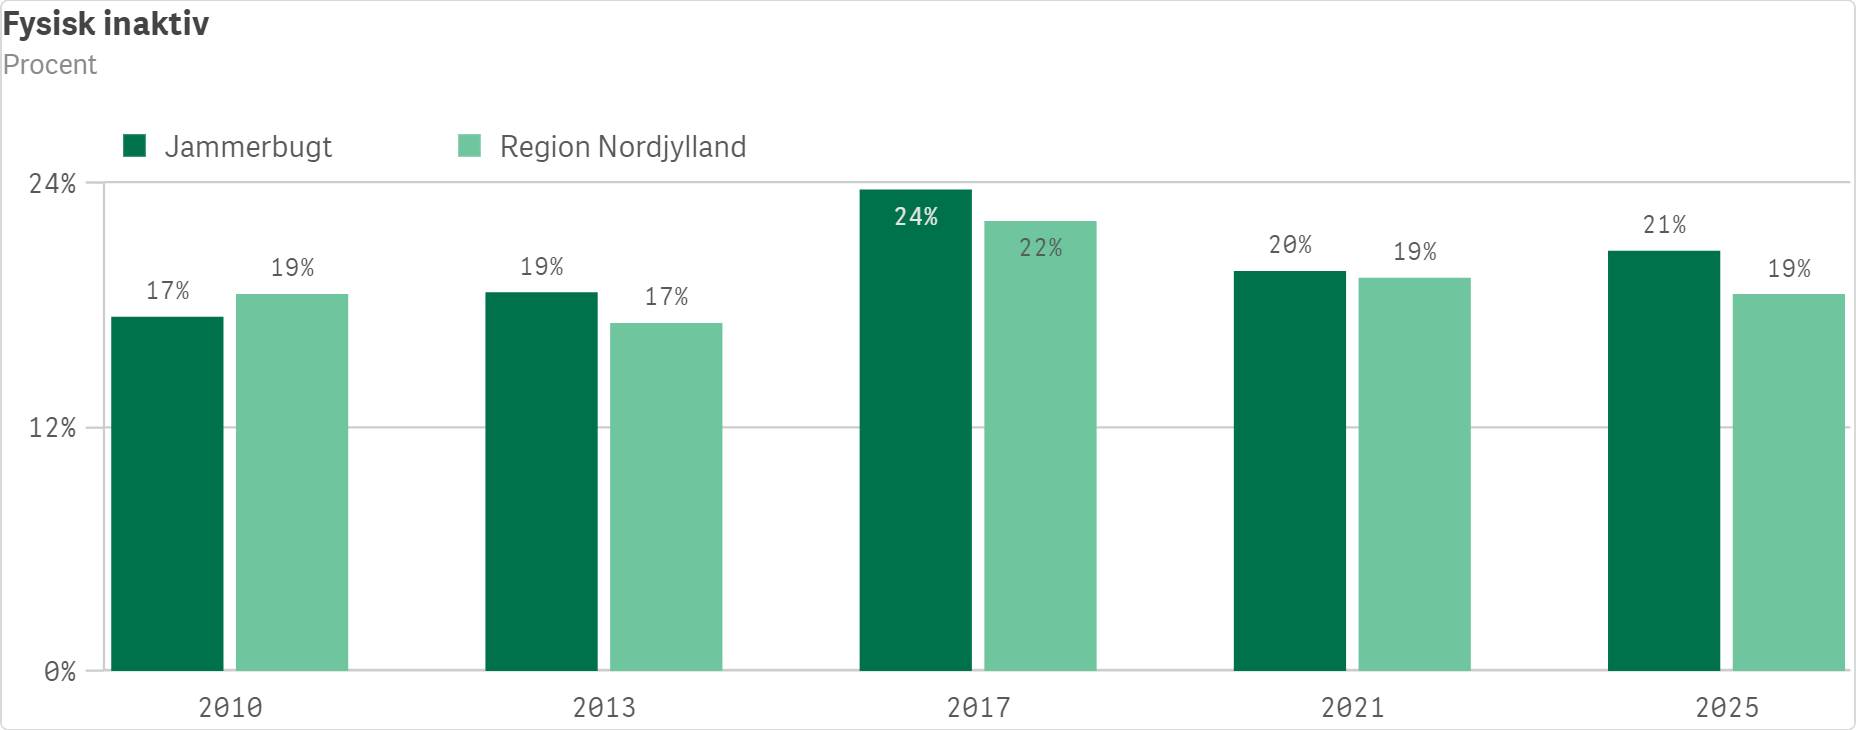 Fysisk inaktiv
Procent
Jammerbugt Region Nordjylland
24%
12%
0%
17% 19% 19% 17% 24% 22% 20% 19% 21% 19%
2010 2013 2017 2021 2025